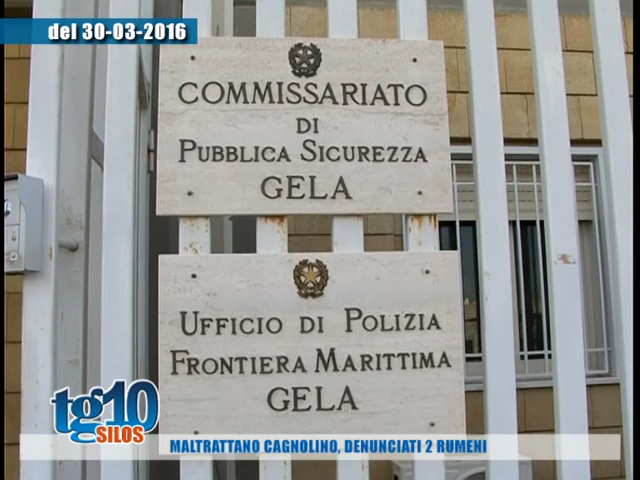 del 30-03-2016
COMMISSARIATO
DI
PUBBLICA SICUREZZA
GELA
UFFICIO DI POLIZIA
FRONTIERA MARITTIMA
GELA
tg10
SILOS
MALTRATTANO CAGNOLINO, DENUNCIATI 2 RUMENI